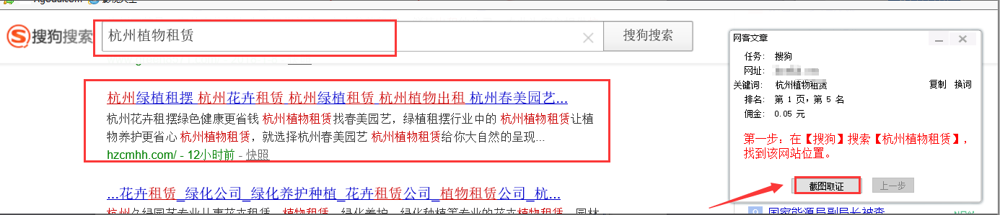 搜狗搜索
杭州植物租赁
搜狗搜索
杭州绿植租摆 杭州花卉租赁 杭州绿植租赁 杭州植物出租 杭州春美园艺...
杭州花卉租摆绿色健康更省钱 杭州植物租赁找春美园艺，绿植租摆行业中的 杭州植物租赁让植
物养护更省心 杭州植物租赁，就选择杭州春美园艺 杭州植物租赁给你大自然的呈现...
hzcmhh.com/ - 12小时前 - 快照
...花卉租赁_绿化公司_绿化养护种植_花卉租赁公司_植物租赁公司_杭...
网客文章
任务： 搜狗
网址：
关键词： 杭州植物租赁 复制 换词
排名： 第 1 页，第 5 名
佣金： 0.05 元
第一步：在【搜狗】搜索【杭州植物租赁】，
找到该网站位置。
截图取证 上一步
国家能源局副局长被查